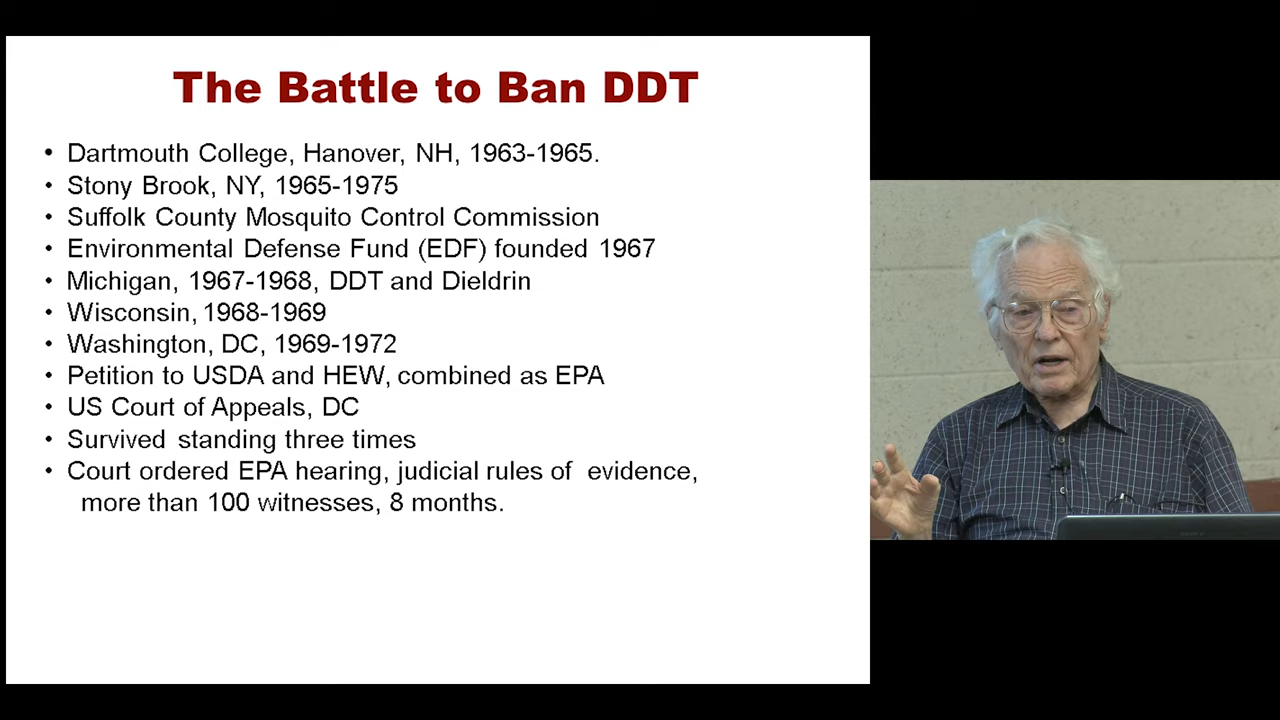 The Battle to Ban DDT
• Dartmouth College, Hanover, NH, 1963-1965.
• Stony Brook, NY, 1965-1975
• Suffolk County Mosquito Control Commission
• Environmental Defense Fund (EDF) founded 1967
• Michigan, 1967-1968, DDT and Dieldrin
• Wisconsin, 1968-1969
• Washington, DC, 1969-1972
• Petition to USDA and HEW, combined as EPA
• US Court of Appeals, DC
• Survived standing three times
• Court ordered EPA hearing, judicial rules of evidence,
more than 100 witnesses, 8 months.